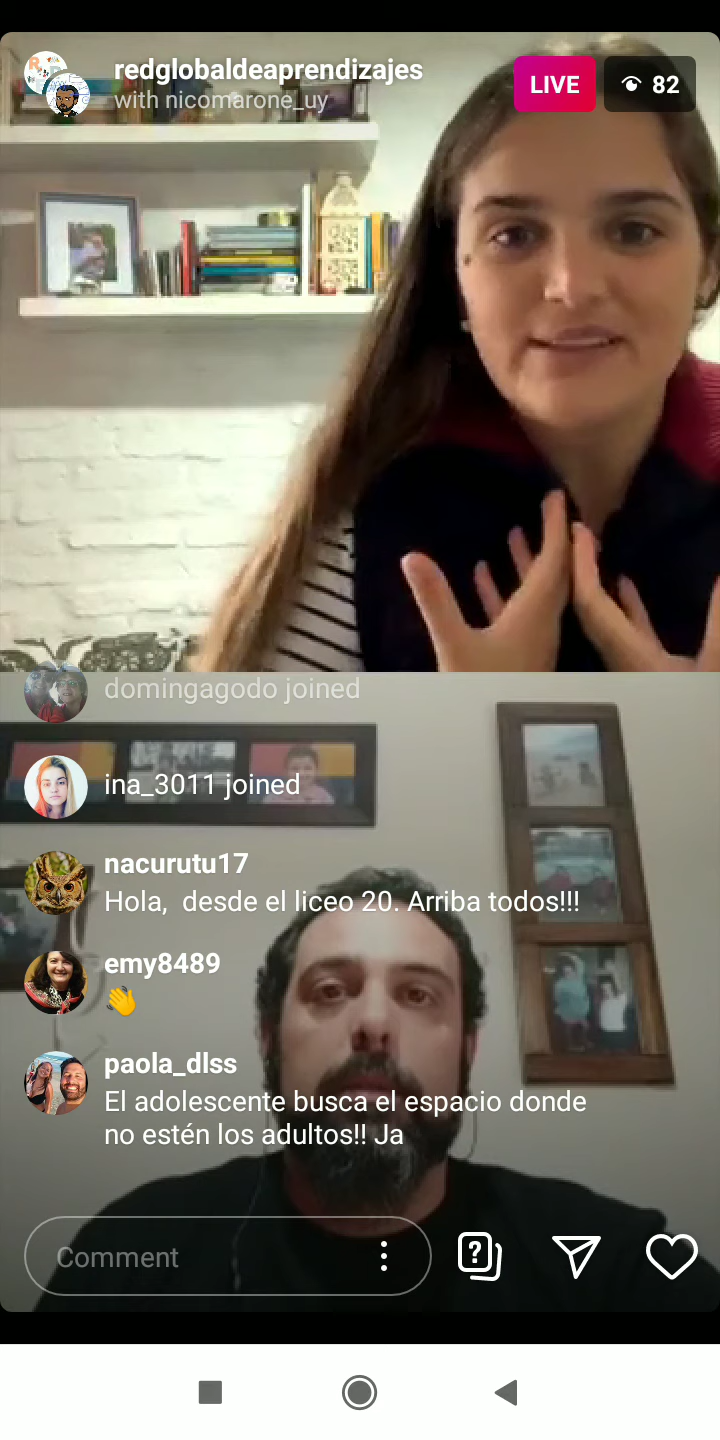 redglobaldeaprendizajes
with nicomarone_uy
LIVE
82
domingagodo joined
ina_3011 joined
nacurutu17
Hola, desde el liceo 20. Arriba todos!!!
emy8489
👋
paola_dlss
El adolescente busca el espacio donde
no estén los adultos!! Ja
Comment